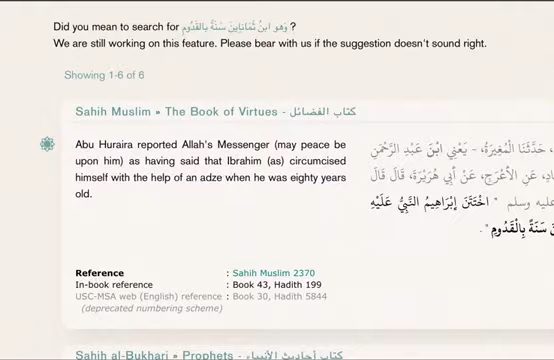 Did you mean to search for وَهو ابنُ ثَمَانِينَ سَنَةً بالقَدُومِ ?
We are still working on this feature. Please bear with us if the suggestion doesn't sound right.
Showing 1-6 of 6
Sahih Muslim » The Book of Virtues - كتاب الفضائل
Abu Huraira reported Allah's Messenger (may peace be
upon him) as having said that Ibrahim (as) circumcised
himself with the help of an adze when he was eighty years
old.
، حَدَّثَنَا الْمُغِيرَةُ، - يَعْنِي ابْنَ عَبْدِ الرَّحْمَنِ
عَنِ الأَعْرَجِ، عَنْ أَبِي هُرَيْرَةَ، قَالَ قَالَ
عليه وسلم " اخْتَتَنَ إِبْرَاهِيمُ النَّبِيُّ عَلَيْهِ
سَنَةً بِالْقَدُومِ " .
Reference : Sahih Muslim 2370
In-book reference : Book 43, Hadith 199
USC-MSA web (English) reference : Book 30, Hadith 5844
(deprecated numbering scheme)
Sahih al-Bukhari » Prophets - كتاب أحاديث الأنبياء